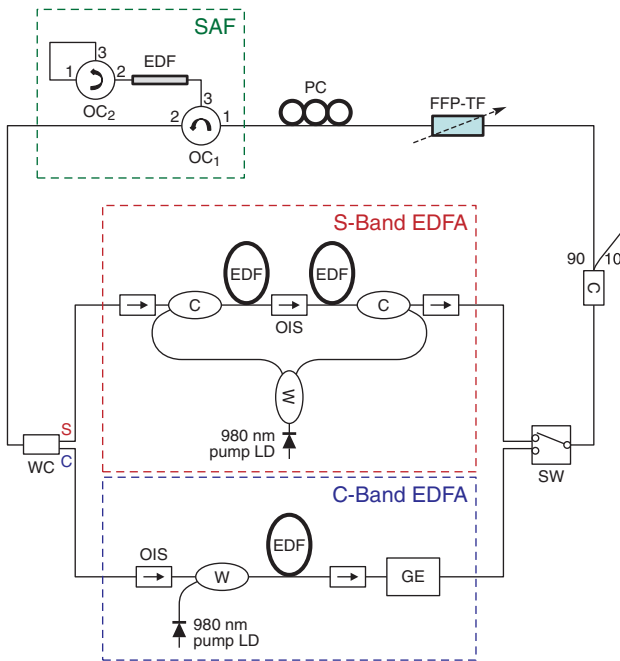 SAF
3
EDF
1
2
OC2
3
2
1
OC1
PC
FFP-TF
90
10
C
S-Band EDFA
EDF
EDF
C
C
OIS
W
980 nm
pump LD
S
C
WC
SW
C-Band EDFA
OIS
EDF
W
GE
980 nm
pump LD